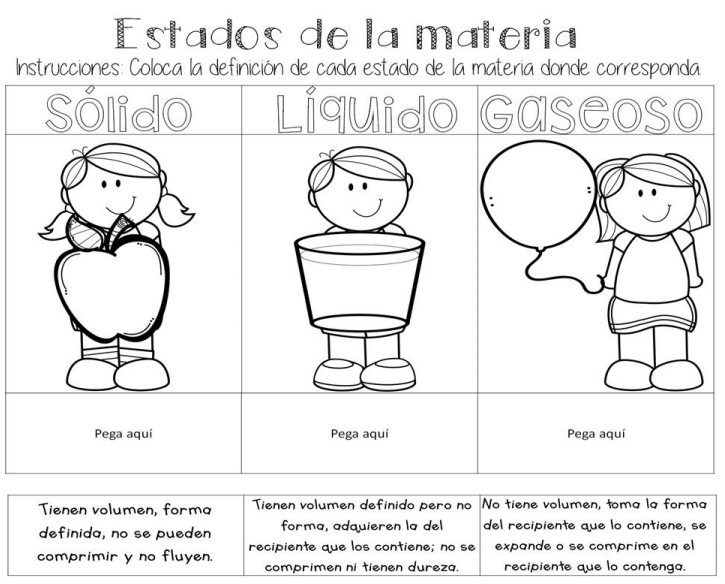 Estados de la materia
Instrucciones: Coloca la definición de cada estado de la materia donde corresponda
Sólido
Líquido
Gaseoso
Pega aquí
Pega aquí
Pega aquí
Tienen volumen, forma
definida, no se pueden
comprimir y no fluyen.
Tienen volumen definido pero no
forma, adquieren la del
recipiente que los contiene; no se
comprimen ni tienen dureza.
No tiene volumen, toma la forma
del recipiente que lo contiene, se
expande o se comprime en el
recipiente que lo contenga.